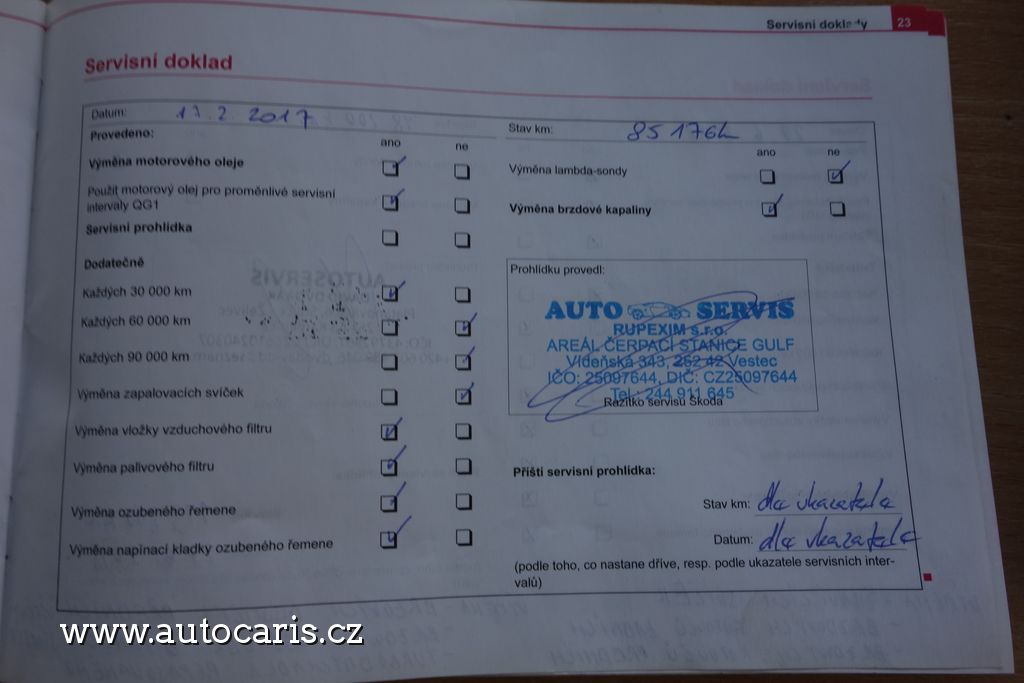 Servisní doklady 23
Servisní doklad
Datum: 17.2 2017
Stav km: 85 176
Provedeno:
ano ne
ano ne
Výměna motorového oleje
Výměna lambda-sondy
Použit motorový olej pro proměnlivé servisní
intervaly QG1
Výměna brzdové kapaliny
Servisní prohlídka
Dodatečně
Každých 30 000 km
Každých 60 000 km
Každých 90 000 km
Výměna zapalovacích svíček
Výměna vložky vzduchového filtru
Výměna palivového filtru
Výměna ozubeného řemene
Výměna napínací kladky ozubeného řemene
Prohlídku provedl:
AUTO SERVIS
RUPEXIM s.r.o.
AREÁL ČERPACÍ STANICE GULF
Vídeňská 343, 252 42 Vestec
IČO: 25097644, DIČ: CZ25097644
Tel.: 244 911 645
Razítko servisu Škoda
Příští servisní prohlídka:
Stav km: dle ukazatele
Datum: dle ukazatele
(podle toho, co nastane dříve, resp. podle ukazatele servisních inter-
valů)
www.autocaris.cz